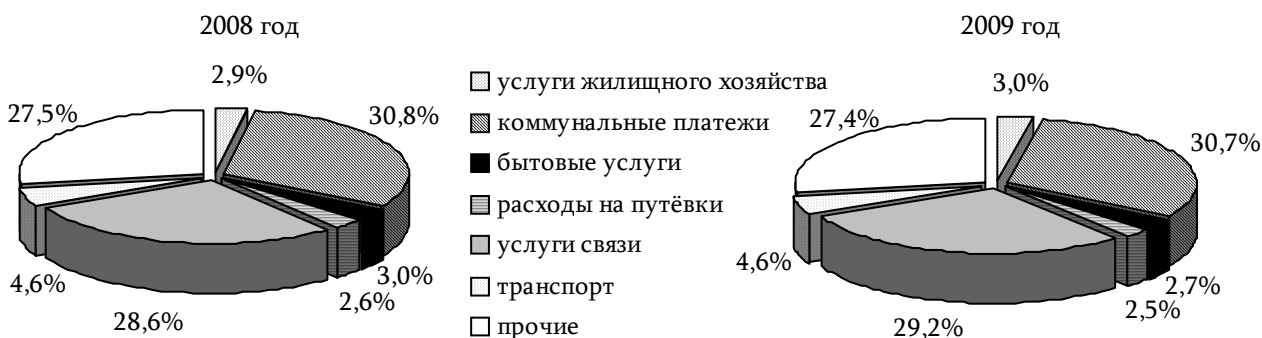 2008 год
2,9%
30,8%
27,5%
4,6%
28,6%
2,6%
3,0%
услуги жилищного хозяйства
коммунальные платежи
бытовые услуги
расходы на путёвки
услуги связи
транспорт
прочие
2009 год
3,0%
30,7%
27,4%
4,6%
29,2%
2,5%
2,7%